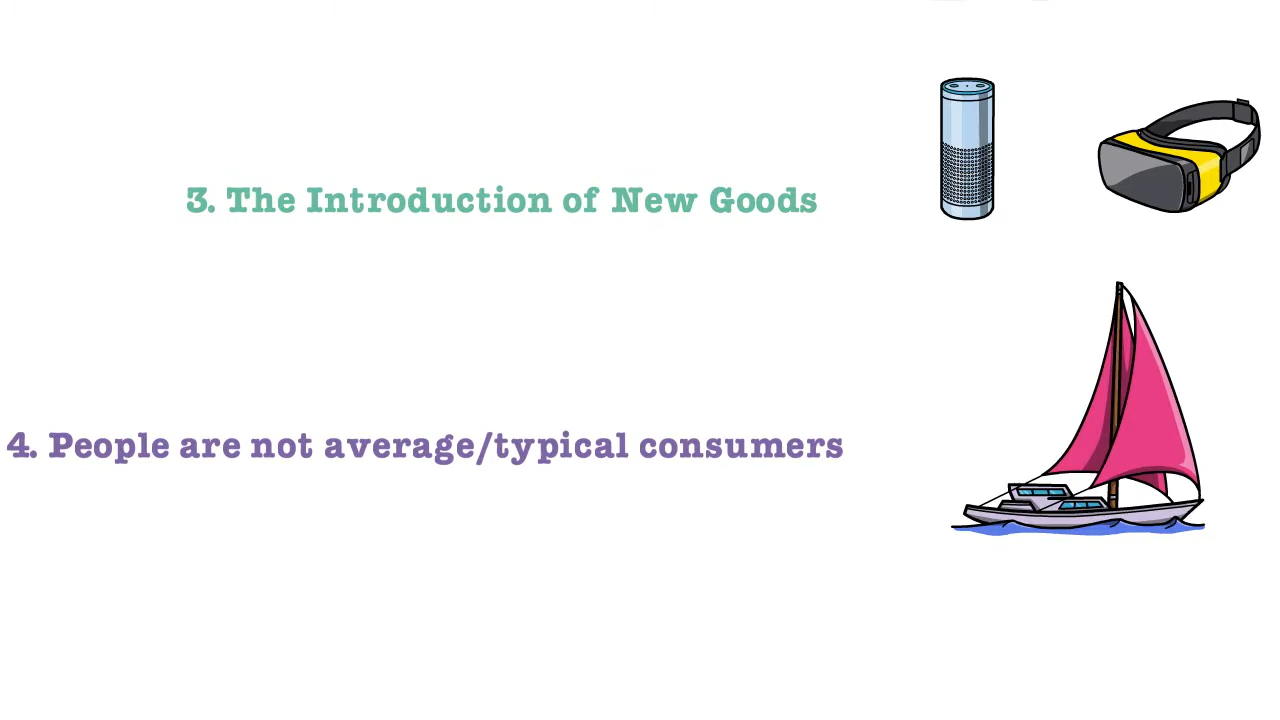 3. The Introduction of New Goods
4. People are not average/typical consumers